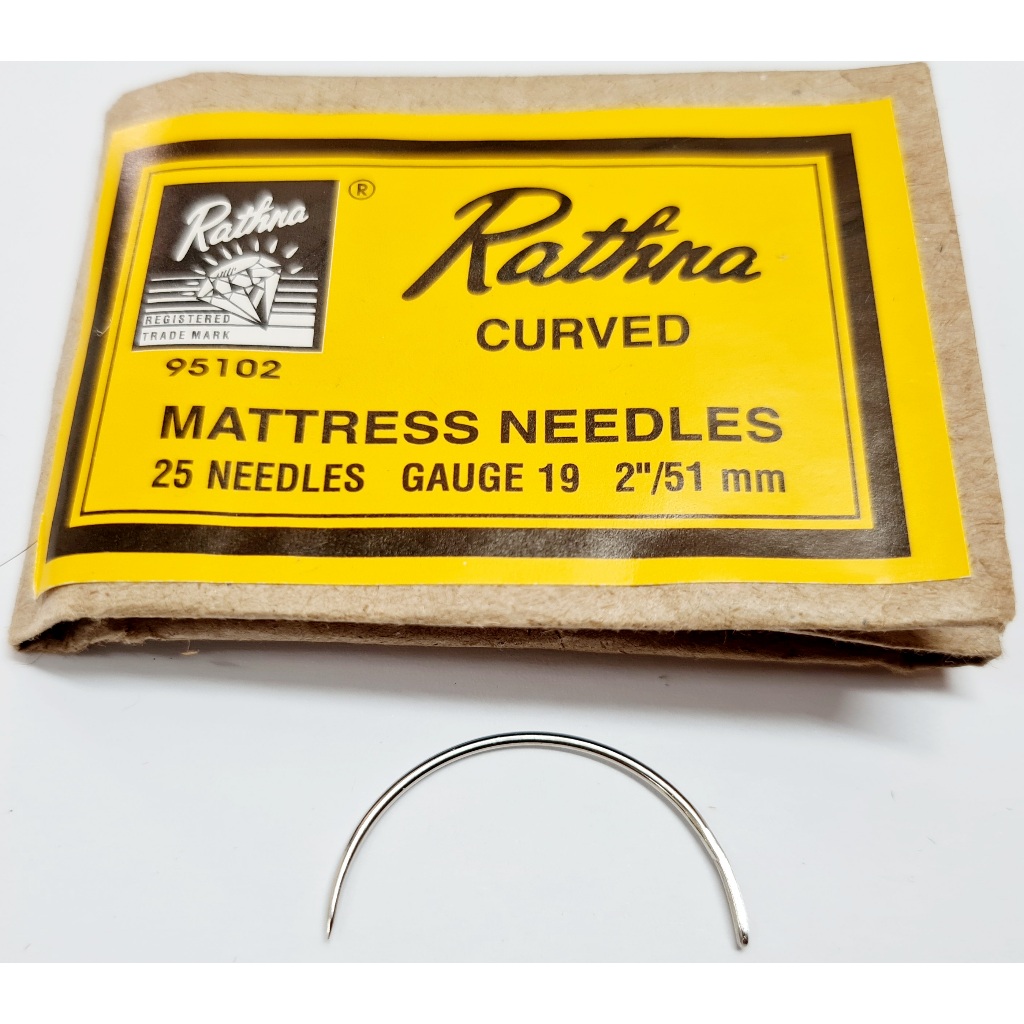 Rathna
REGISTERED
TRADE MARK
®
95102
Rathna
CURVED
MATTRESS NEEDLES
25 NEEDLES GAUGE 19 2"/51 mm